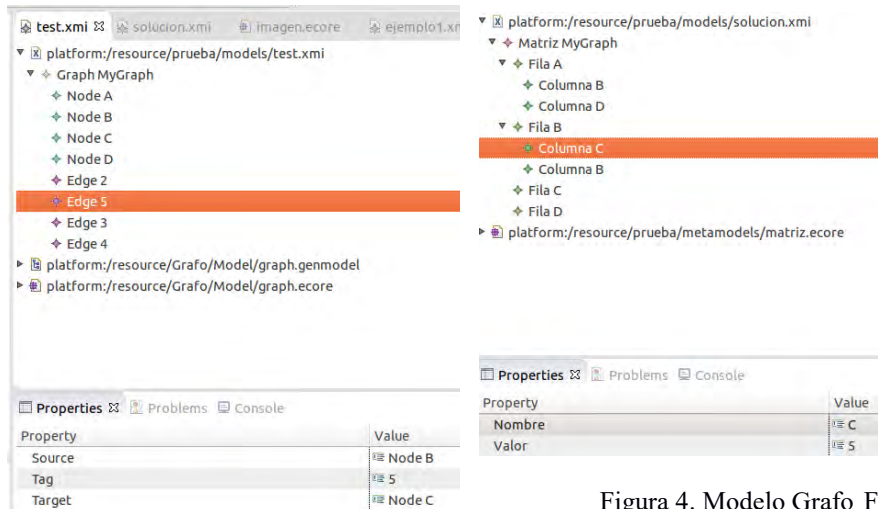 test.xmi
solucion.xmi
imagen.ecore
ejemplo1.xm
platform:/resource/prueba/models/test.xmi
Graph MyGraph
Node A
Node B
Node C
Node D
Edge 2
Edge 5
Edge 3
Edge 4
platform:/resource/Grafo/Model/graph.genmodel
platform:/resource/Grafo/Model/graph.ecore
Properties
Problems
Console
Property Value
Source Node B
Tag 5
Target Node C
platform:/resource/prueba/models/solucion.xmi
Matriz MyGraph
Fila A
Columna B
Columna D
Fila B
Columna C
Columna B
Fila C
Fila D
platform:/resource/prueba/metamodels/matriz.ecore
Properties
Problems
Console
Property Value
Nombre C
Valor 5
Figura 4. Modelo Grafo F